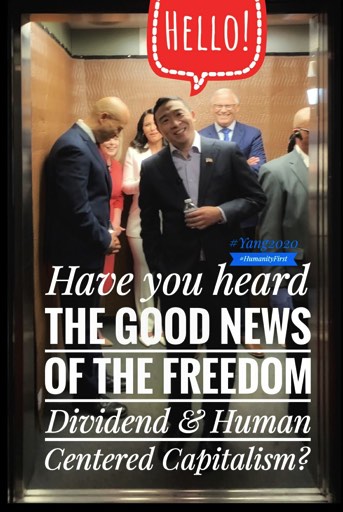 HELLO!
#Yang2020
#HumanityFirst
Have you heard
THE GOOD NEWS
OF THE FREEDOM
Dividend & Human
Centered Capitalism?